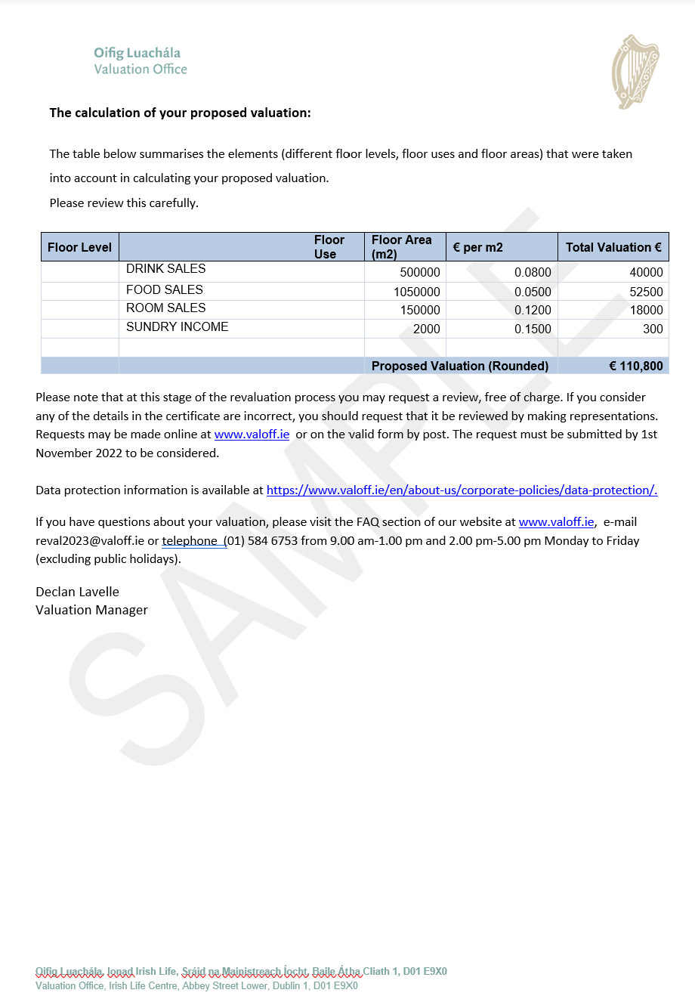 Oifig Luachála
Valuation Office
The calculation of your proposed valuation:
The table below summarises the elements (different floor levels, floor uses and floor areas) that were taken
into account in calculating your proposed valuation.
Please review this carefully.
Floor Level Floor Use Floor Area (m2) € per m2 Total Valuation €
DRINK SALES 500000 0.0800 40000
FOOD SALES 1050000 0.0500 52500
ROOM SALES 150000 0.1200 18000
SUNDRY INCOME 2000 0.1500 300
Proposed Valuation (Rounded) € 110,800
Please note that at this stage of the revaluation process you may request a review, free of charge. If you consider
any of the details in the certificate are incorrect, you should request that it be reviewed by making representations.
Requests may be made online at www.valoff.ie or on the valid form by post. The request must be submitted by 1st
November 2022 to be considered.
Data protection information is available at https://www.valoff.ie/en/about-us/corporate-policies/data-protection/.
If you have questions about your valuation, please visit the FAQ section of our website at www.valoff.ie, e-mail
reval2023@valoff.ie or telephone (01) 584 6753 from 9.00 am-1.00 pm and 2.00 pm-5.00 pm Monday to Friday
(excluding public holidays).
Declan Lavelle
Valuation Manager
SAMPLE
Oifig Luachála, Ionad Irish Life, Sráid na Mainistreach Íocht, Baile Átha Cliath 1, D01 E9X0
Valuation Office, Irish Life Centre, Abbey Street Lower, Dublin 1, D01 E9X0